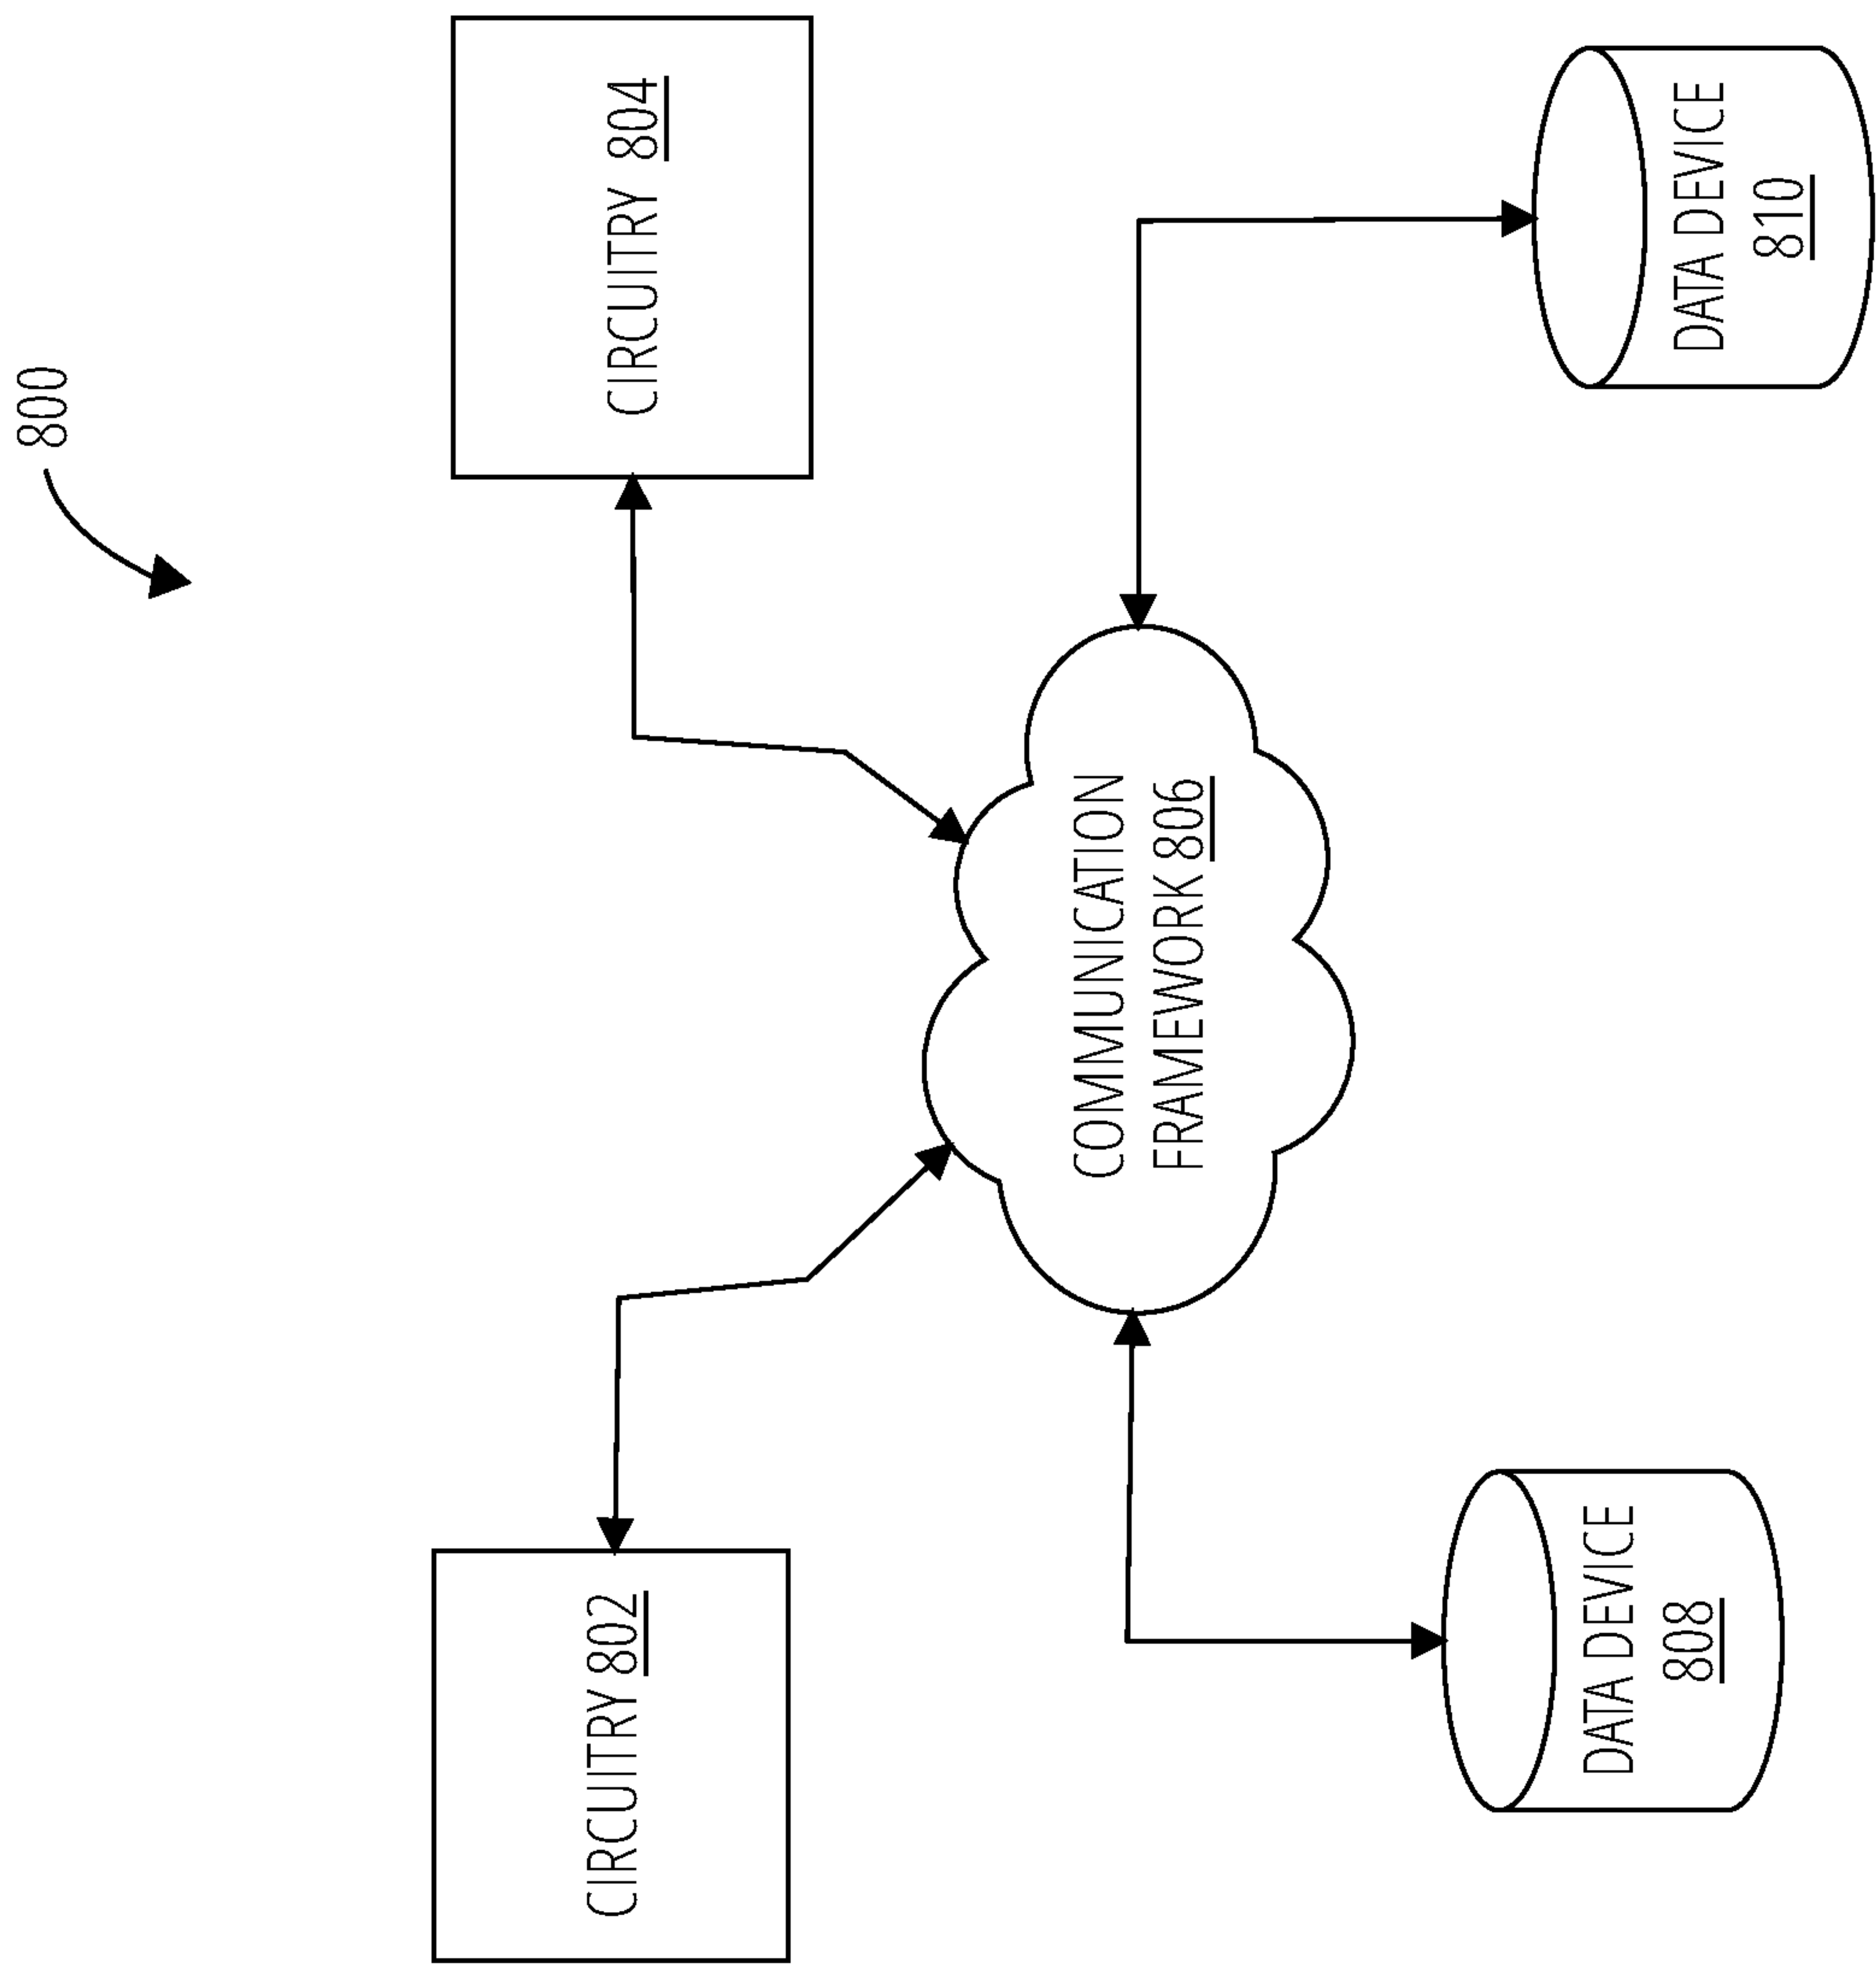 800
CIRCUITRY 802
CIRCUITRY 804
COMMUNICATION
FRAMEWORK 806
DATA DEVICE
808
DATA DEVICE
810